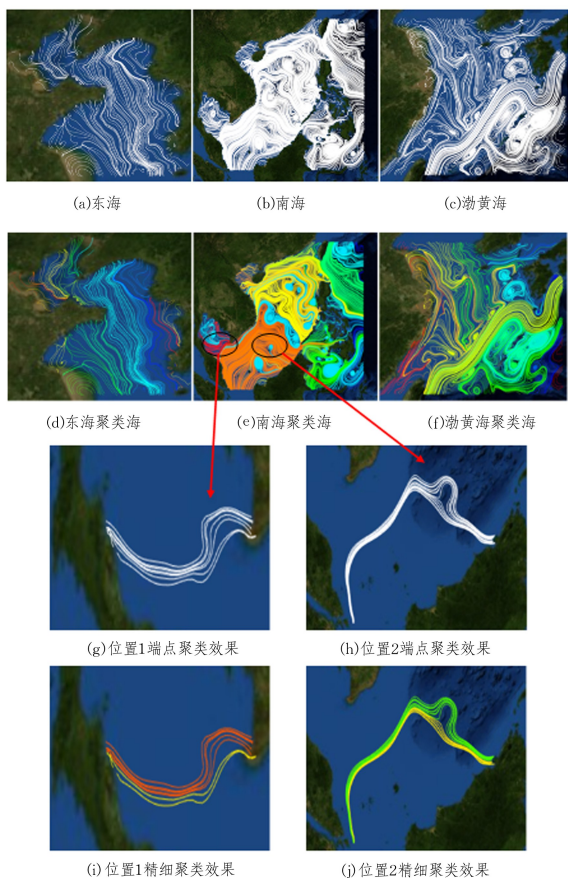 (a)东海
(b)南海
(c)渤黄海
(d)东海聚类海
(e)南海聚类海
(f)渤黄海聚类海
(g)位置1端点聚类效果
(h)位置2端点聚类效果
(i)位置1精细聚类效果
(j)位置2精细聚类效果